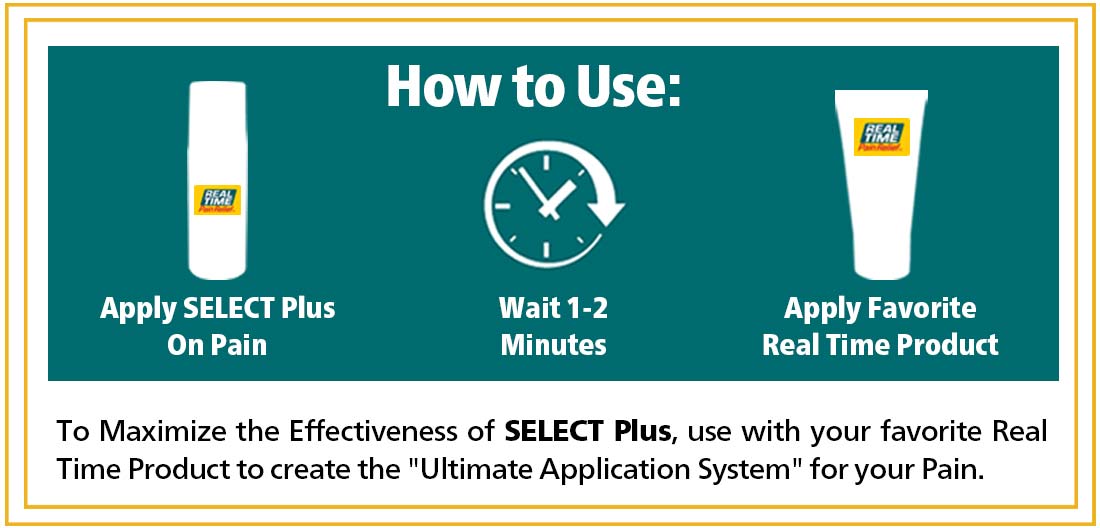 How to Use:
REAL
TIME
Pain Relief
REAL
TIME
Pain Relief
Apply SELECT Plus
On Pain
Wait 1-2
Minutes
Apply Favorite
Real Time Product
To Maximize the Effectiveness of SELECT Plus, use with your favorite Real
Time Product to create the "Ultimate Application System" for your Pain.